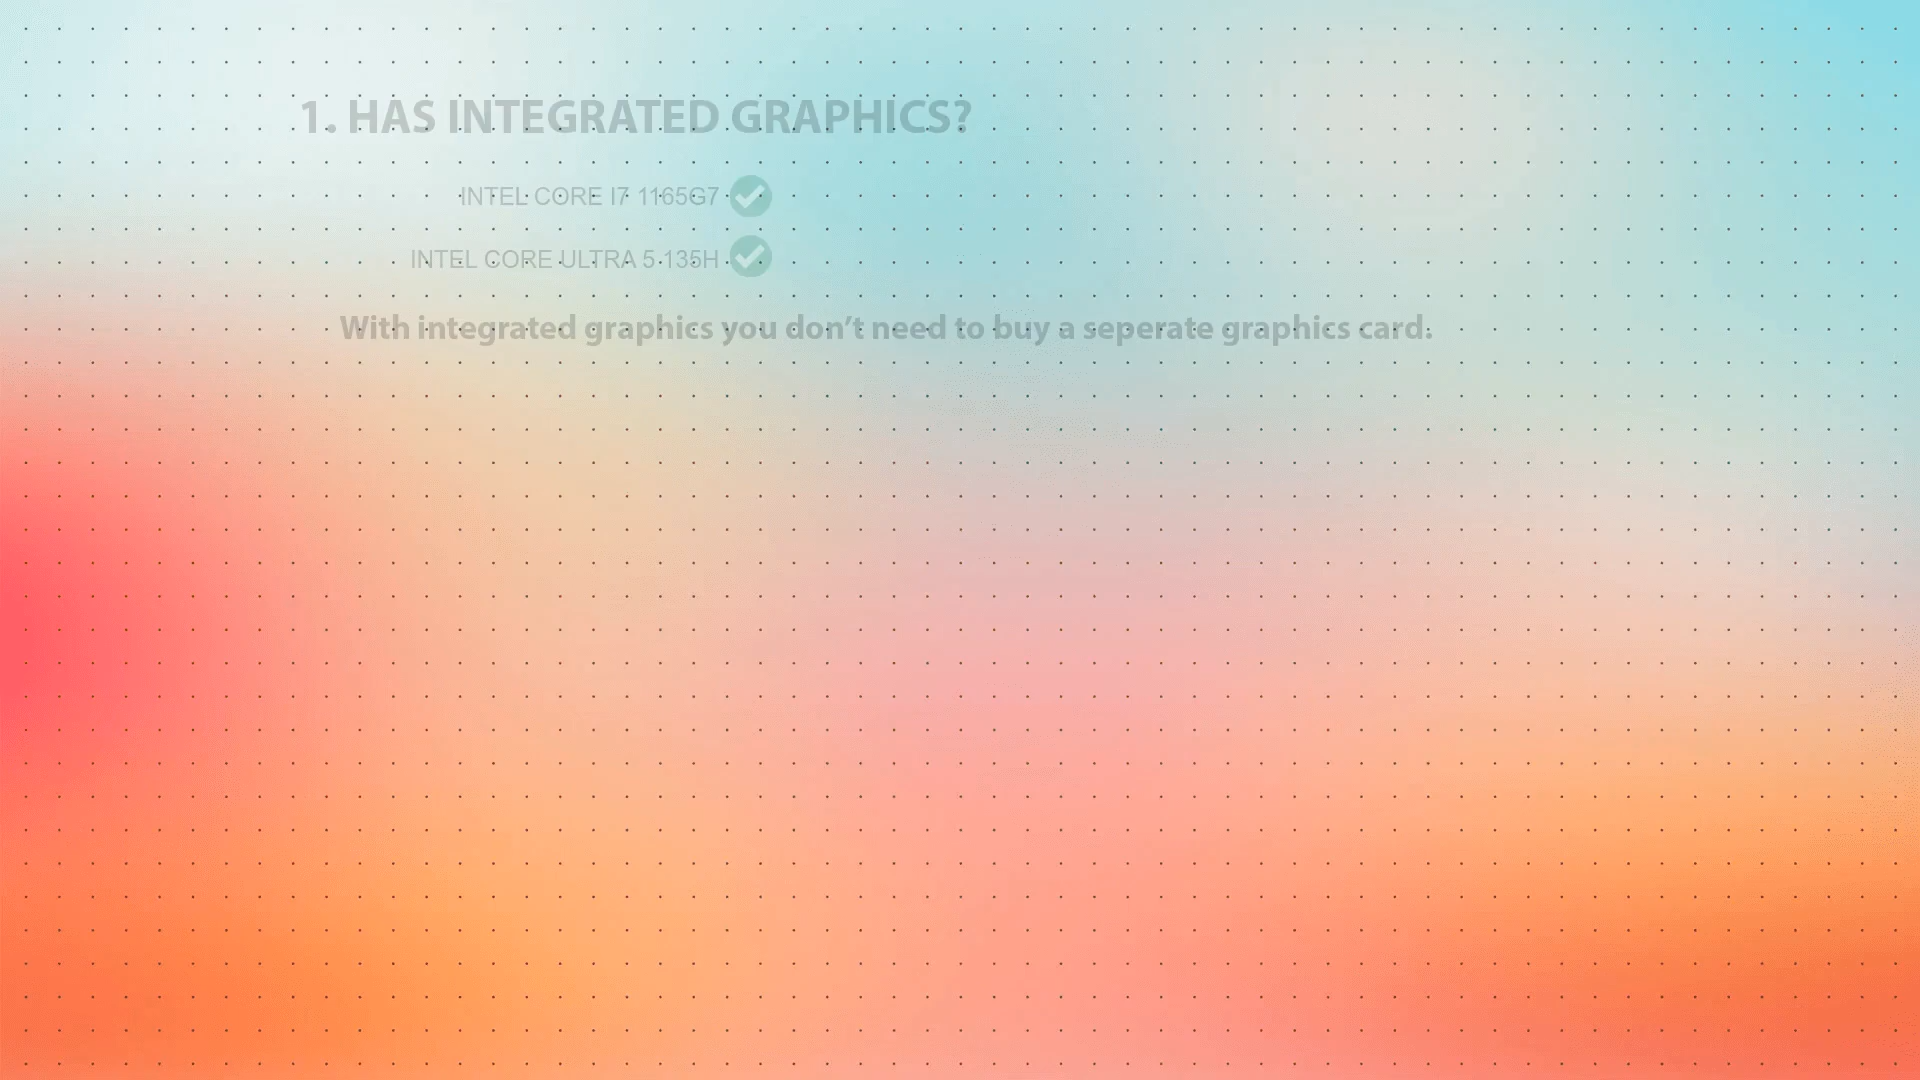 1. HAS INTEGRATED GRAPHICS?
INTEL CORE I7 1165G7
INTEL CORE ULTRA 5 135H
With integrated graphics you don’t need to buy a seperate graphics card.